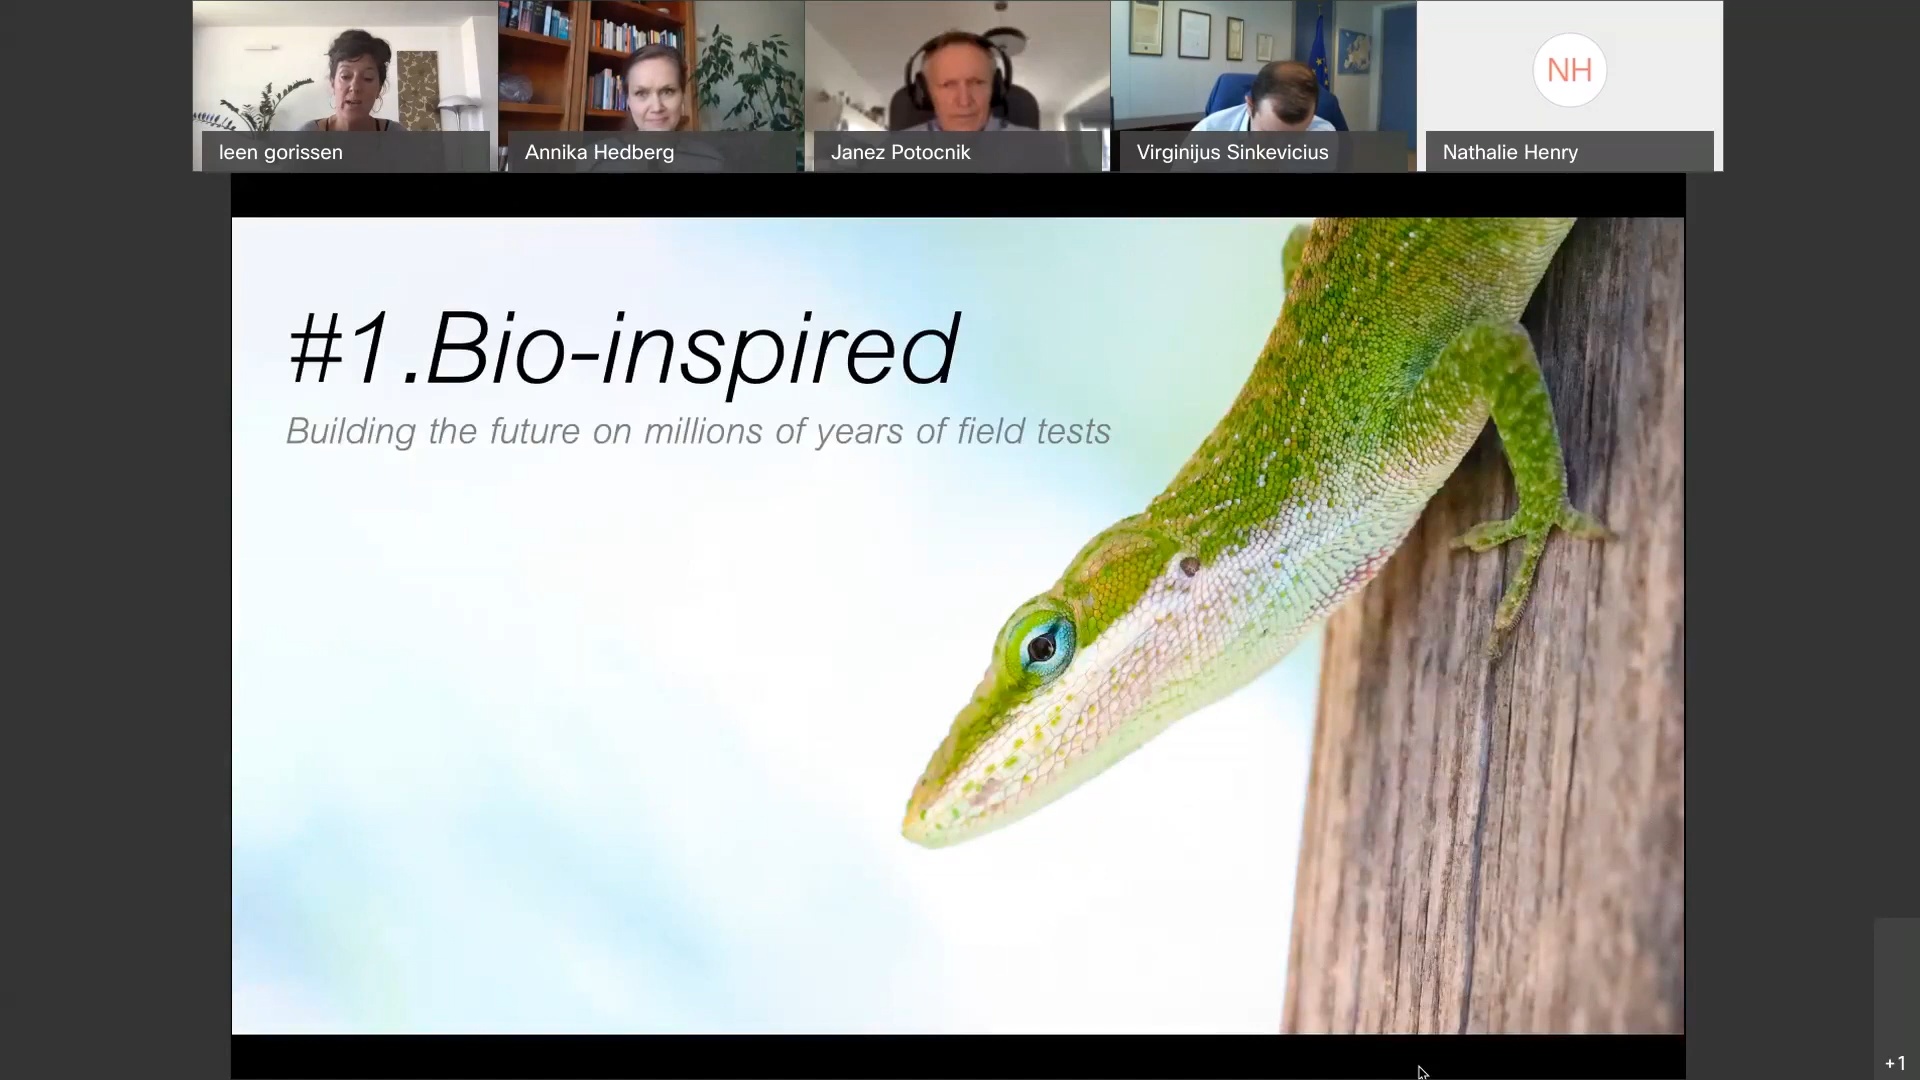 leen gorissen
Annika Hedberg
Janez Potocnik
Virginijus Sinkevicius
NH
Nathalie Henry
#1.Bio-inspired
Building the future on millions of years of field tests
+1